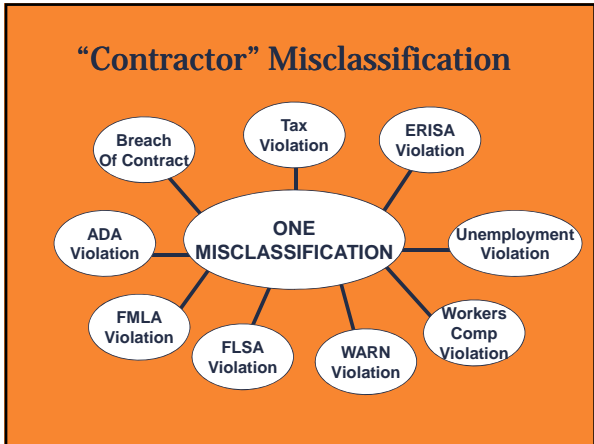 “Contractor” Misclassification
Tax
Violation
ERISA
Violation
Breach
Of Contract
ONE
MISCLASSIFICATION
Unemployment
Violation
ADA
Violation
FMLA
Violation
FLSA
Violation
WARN
Violation
Workers
Comp
Violation